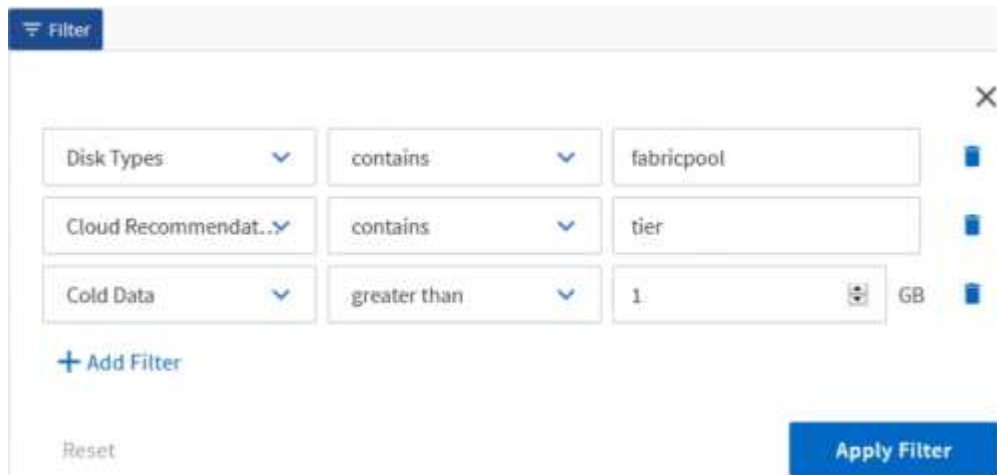 Filter
Disk Types contains fabricpool
Cloud Recommendat... contains tier
Cold Data greater than 1 GB
+ Add Filter
Reset Apply Filter